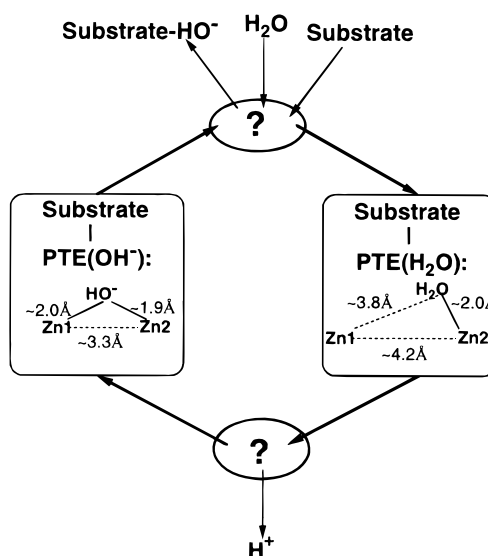 Substrate-HO⁻ H₂O Substrate
?
Substrate
PTE(OH⁻):
HO⁻
~2.0Å ~1.9Å
Zn1 Zn2
~3.3Å
Substrate
PTE(H₂O):
H₂O
~3.8Å ~2.0Å
Zn1 Zn2
~4.2Å
?
H⁺